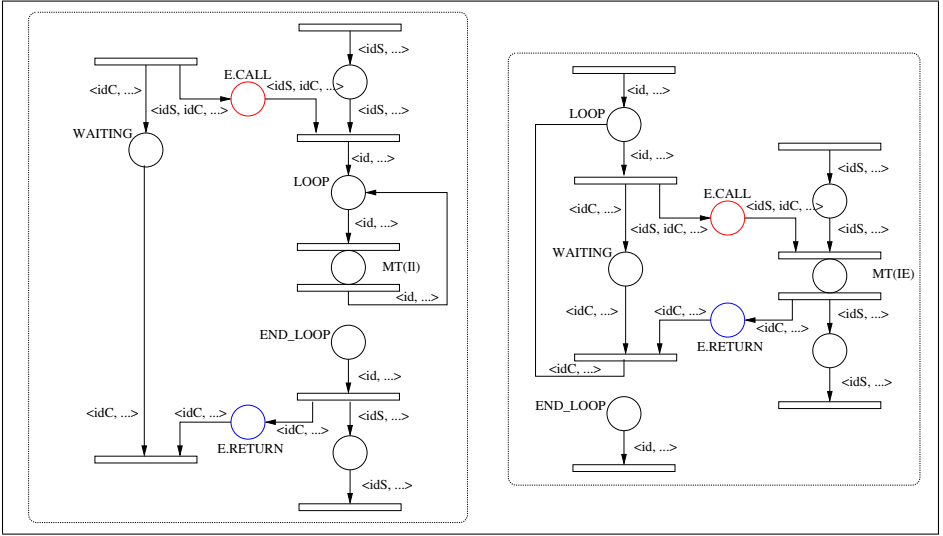 <idS, ...>
E.CALL
<idC, ...>
<idS, idC, ...>
<idS, idC, ...>
<idS, ...>
WAITING
<id, ...>
LOOP
<id, ...>
MT(Il)
<id, ...>
END_LOOP
<id, ...>
<idC, ...>
<idC, ...>
<idC, ...>
<idS, ...>
E.RETURN
<idS, ...>
<id, ...>
LOOP
<id, ...>
<idS, ...>
E.CALL
<idC, ...>
<idS, idC, ...>
<idS, idC, ...>
<idS, ...>
WAITING
MT(IE)
<idC, ...>
<idC, ...>
<idS, ...>
E.RETURN
<idC, ...>
<idS, ...>
END_LOOP
<id, ...>